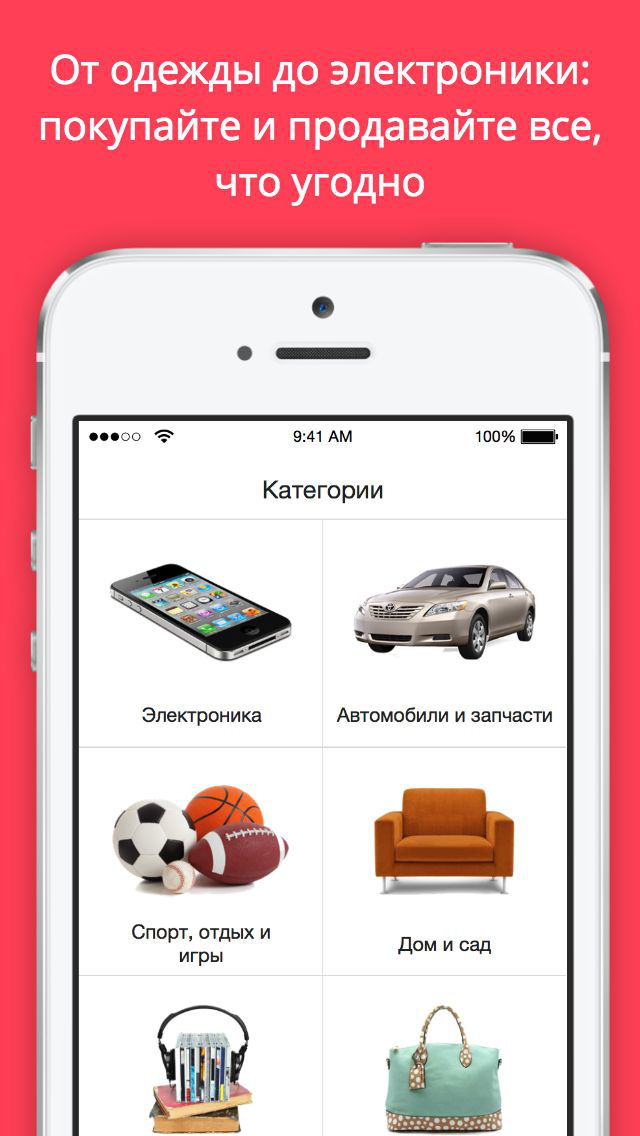 От одежды до электроники:
покупайте и продавайте все,
что угодно
9:41 AM
100%
Категории
Электроника
Автомобили и запчасти
Спорт, отдых и
игры
Дом и сад